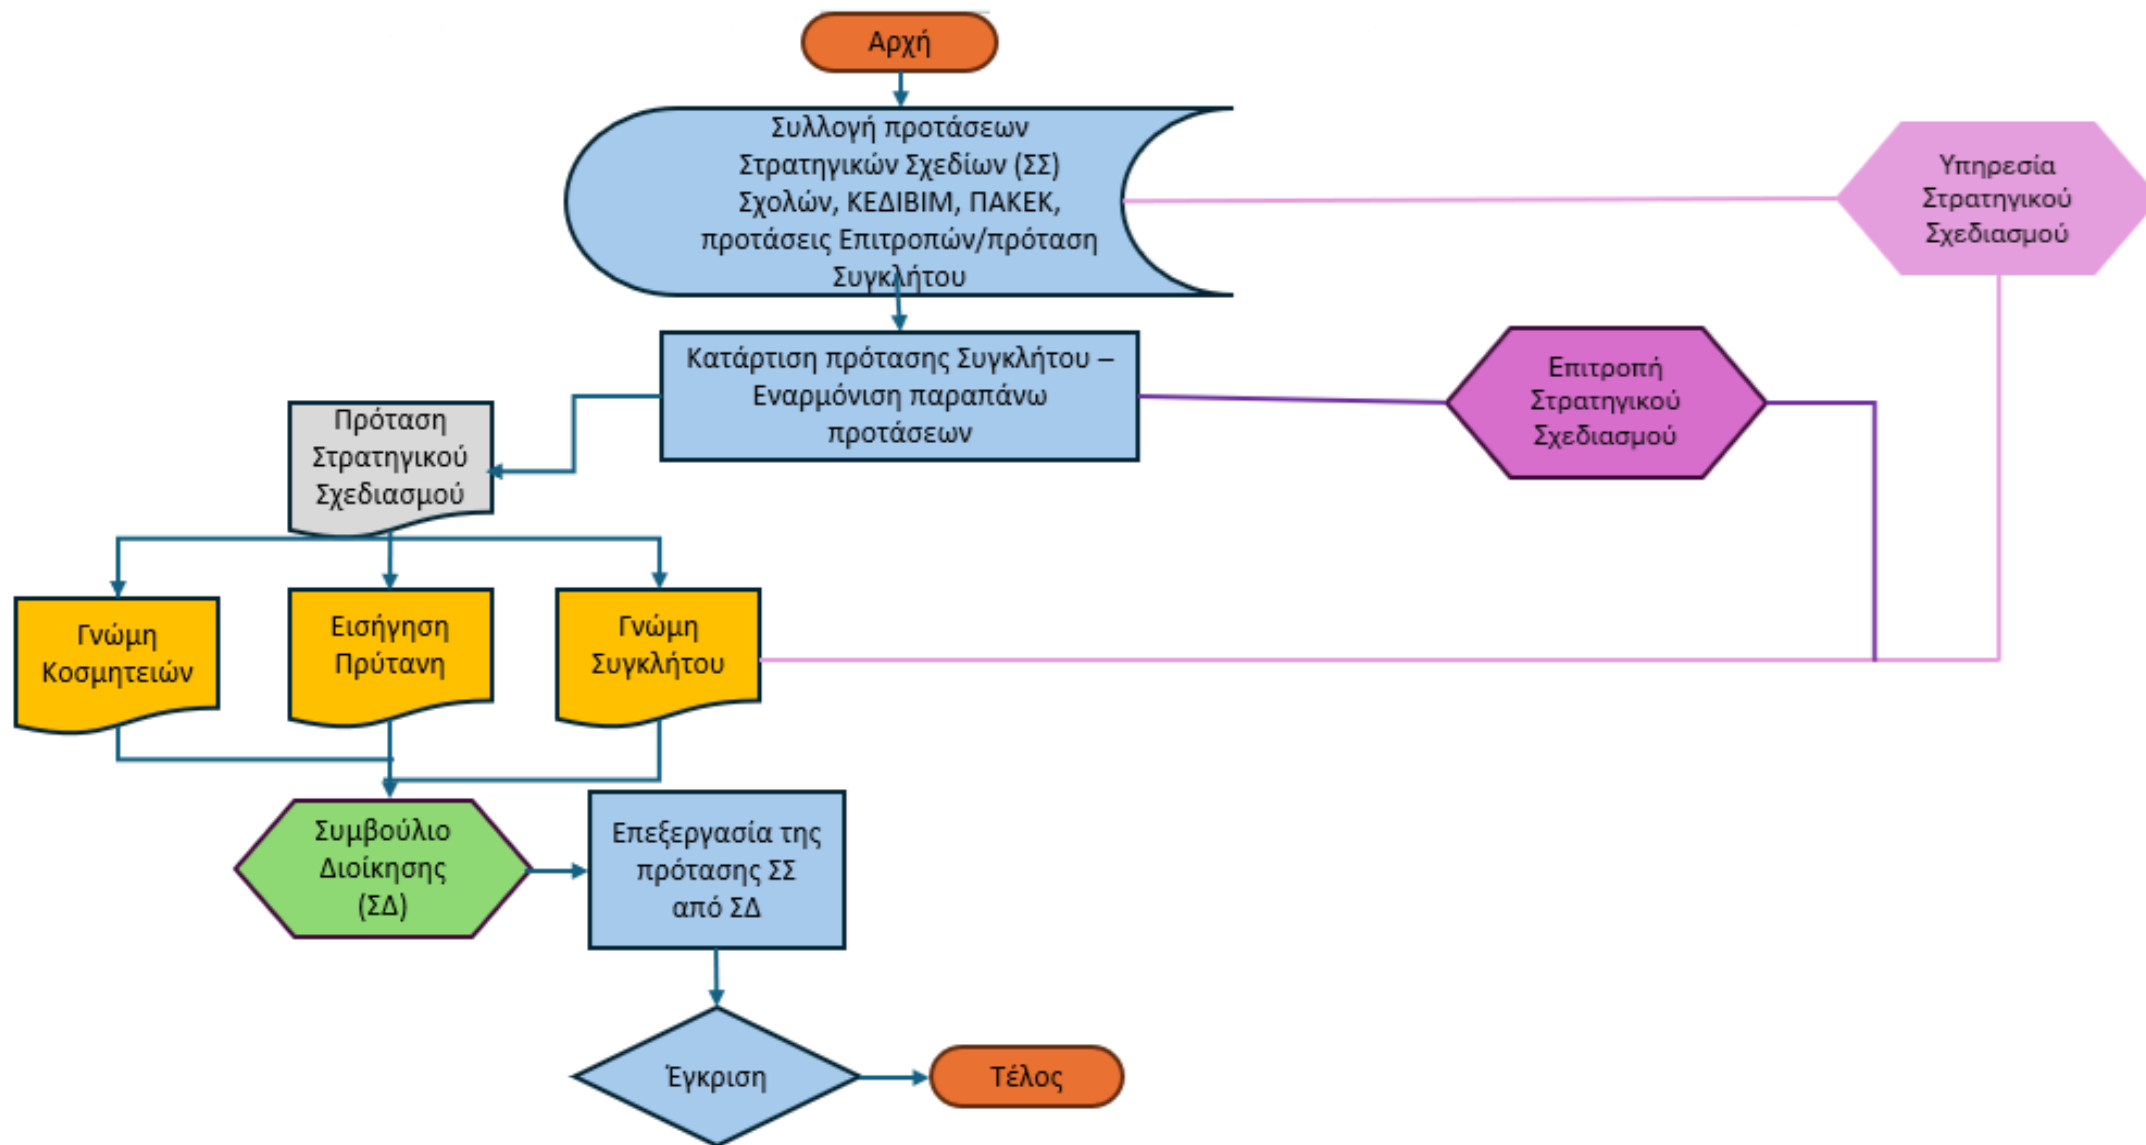 Αρχή
Συλλογή προτάσεων
Στρατηγικών Σχεδίων (ΣΣ)
Σχολών, ΚΕΔΙΒΙΜ, ΠΑΚΕΚ,
προτάσεις Επιτροπών/πρόταση
Συγκλήτου
Υπηρεσία
Στρατηγικού
Σχεδιασμού
Κατάρτιση πρότασης Συγκλήτου –
Εναρμόνιση παραπάνω
προτάσεων
Επιτροπή
Στρατηγικού
Σχεδιασμού
Πρόταση
Στρατηγικού
Σχεδιασμού
Γνώμη
Κοσμητειών
Εισήγηση
Πρύτανη
Γνώμη
Συγκλήτου
Συμβούλιο
Διοίκησης
(ΣΔ)
Επεξεργασία της
πρότασης ΣΣ
από ΣΔ
Έγκριση
Τέλος